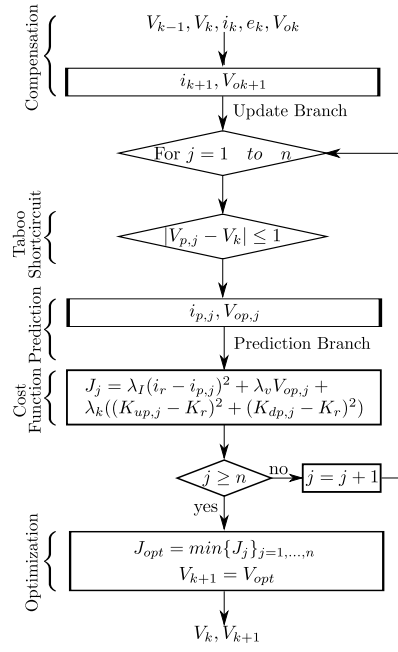 V_{k−1}, V_k, i_k, e_k, V_{ok}
Compensation
i_{k+1}, V_{ok+1}
Update Branch
For j = 1 to n
Taboo
Shortcircuit
|V_{p,j} − V_k| ≤ 1
Prediction
i_{p,j}, V_{op,j}
Prediction Branch
Cost
Function
J_j = λ_I(i_r − i_{p,j})^2 + λ_v V_{op,j} +
λ_k((K_{up,j} − K_r)^2 + (K_{dp,j} − K_r)^2)
j ≥ n
no
j = j + 1
yes
Optimization
J_{opt} = min{J_j}_{j=1,...,n}
V_{k+1} = V_{opt}
V_k, V_{k+1}